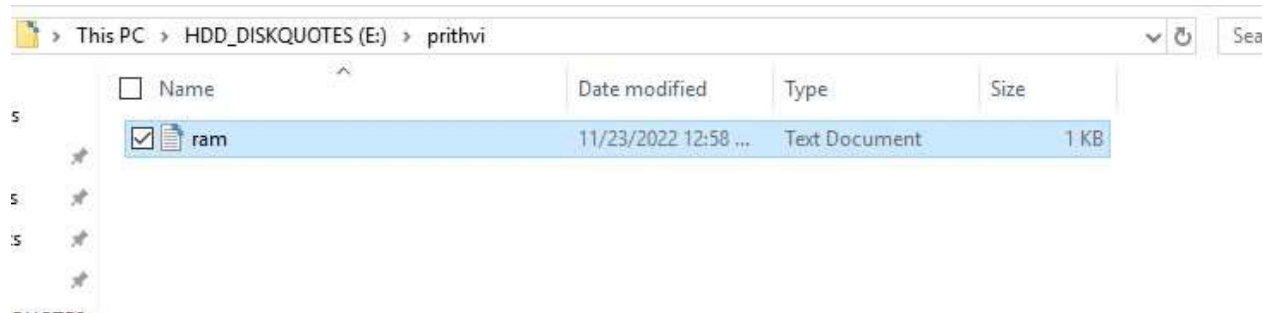 This PC > HDD_DISKQUOTES (E:) > prithvi Sea
Name Date modified Type Size
s
ram 11/23/2022 12:58 ... Text Document 1 KB
s
:s